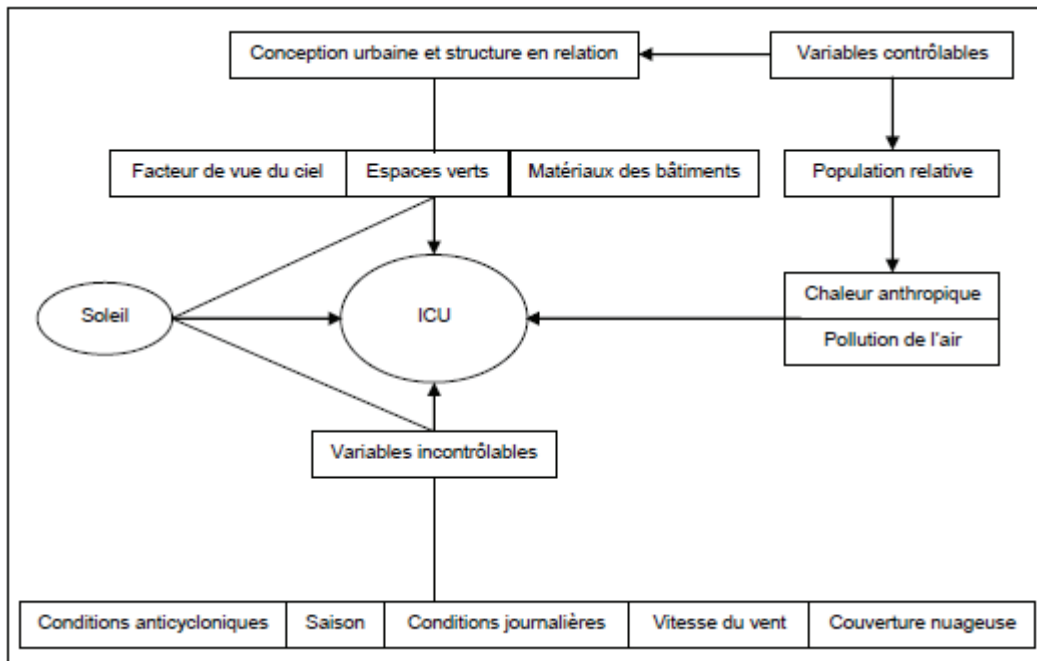 Conception urbaine et structure en relation
Variables contrôlables
Facteur de vue du ciel
Espaces verts
Matériaux des bâtiments
Population relative
Soleil
ICU
Chaleur anthropique
Pollution de l'air
Variables incontrôlables
Conditions anticycloniques
Saison
Conditions journalières
Vitesse du vent
Couverture nuageuse